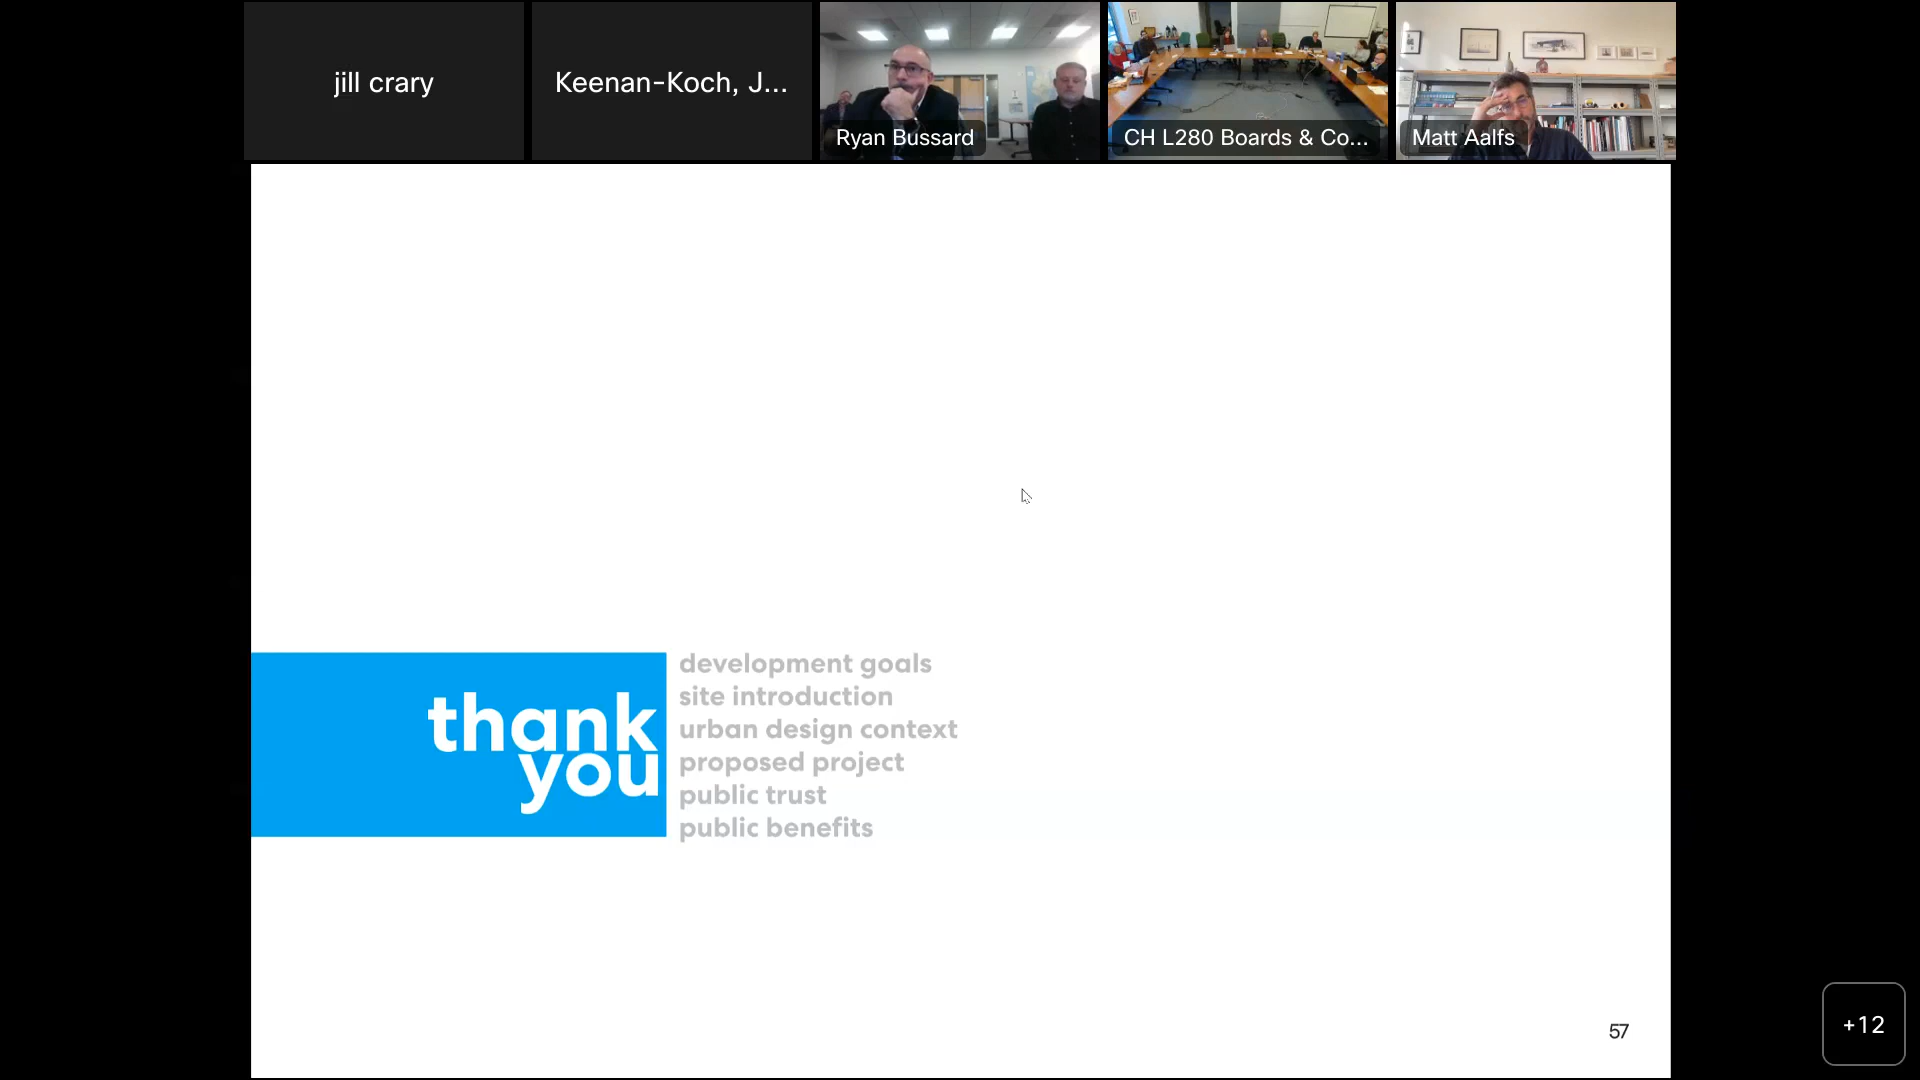 jill crary
Keenan-Koch, J...
Ryan Bussard
CH L280 Boards & Co...
Matt Aalfs
thank
you
development goals
site introduction
urban design context
proposed project
public trust
public benefits
57
+12